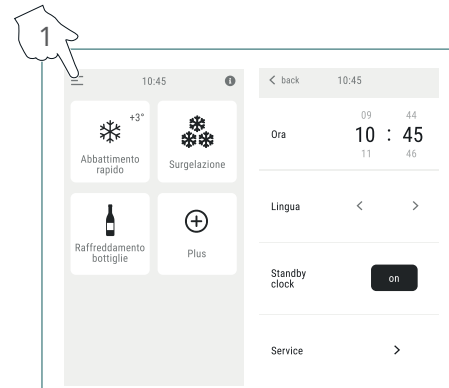 1
10:45
+3°
Abbattimento
rapido
Surgelazione
Raffreddamento
bottiglie
Plus
back 10:45
Ora
09 44
10 : 45
11 46
Lingua
Standby
clock
on
Service